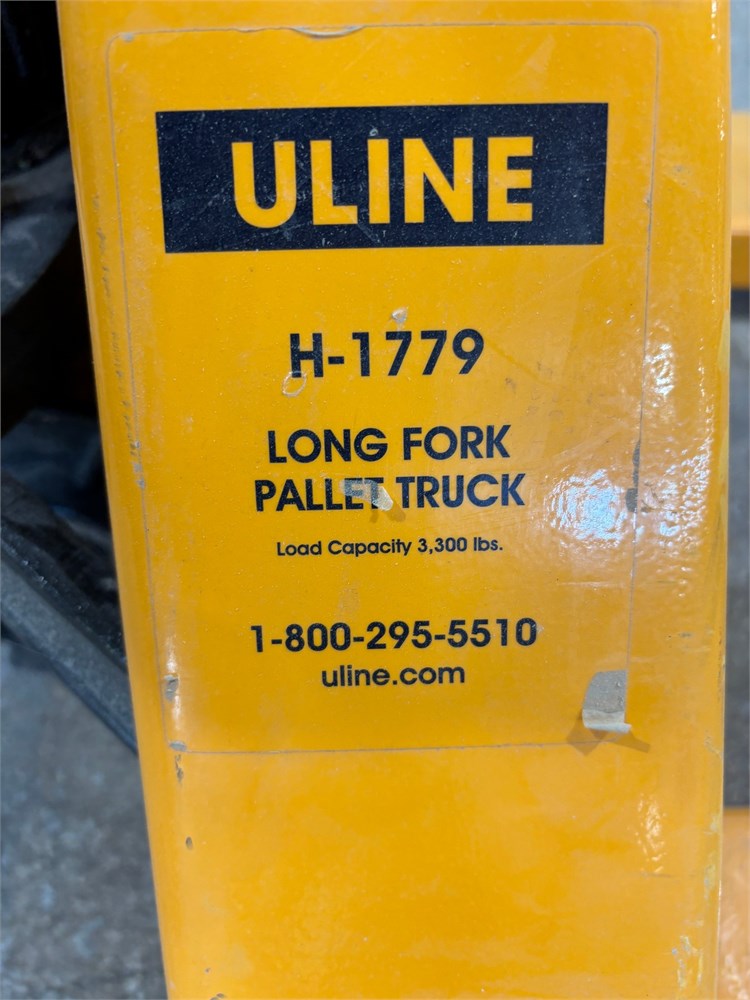 ULINE
H-1779
LONG FORK
PALLET TRUCK
Load Capacity 3,300 lbs.
1-800-295-5510
uline.com